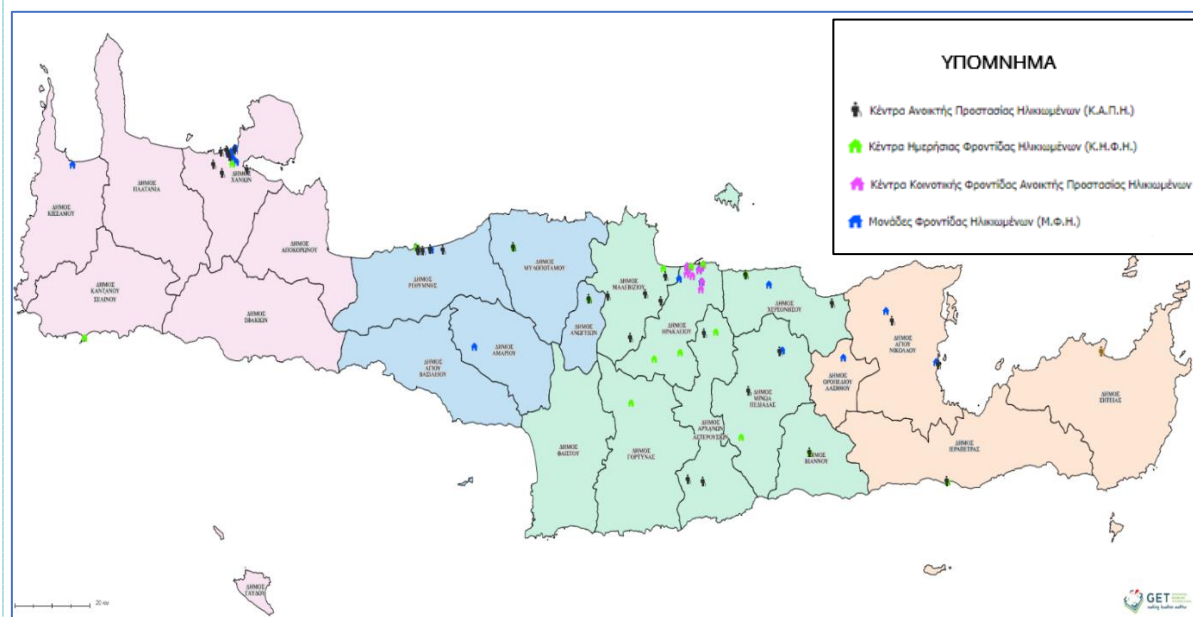 ΥΠΟΜΝΗΜΑ
Κέντρα Ανοικτής Προστασίας Ηλικιωμένων (Κ.Α.Π.Η.)
Κέντρα Ημερήσιας Φροντίδας Ηλικιωμένων (Κ.Η.Φ.Η.)
Κέντρα Κοινοτικής Φροντίδας Ανοικτής Προστασίας Ηλικιωμένων
Μονάδες Φροντίδας Ηλικιωμένων (Μ.Φ.Η.)
ΔΗΜΟΣ
ΚΙΣΣΑΜΟΥ
ΔΗΜΟΣ
ΠΛΑΤΑΝΙΑ
ΔΗΜΟΣ
ΧΑΝΙΩΝ
ΔΗΜΟΣ
ΑΠΟΚΟΡΩΝΟΥ
ΔΗΜΟΣ
ΚΑΝΤΑΝΟΥ
ΣΕΛΙΝΟΥ
ΔΗΜΟΣ
ΣΦΑΚΙΩΝ
ΔΗΜΟΣ
ΓΑΥΔΟΥ
ΔΗΜΟΣ
ΡΕΘΥΜΝΗΣ
ΔΗΜΟΣ
ΜΥΛΟΠΟΤΑΜΟΥ
ΔΗΜΟΣ
ΑΝΩΓΕΙΩΝ
ΔΗΜΟΣ
ΑΓΙΟΥ
ΒΑΣΙΛΕΙΟΥ
ΔΗΜΟΣ
ΑΜΑΡΙΟΥ
ΔΗΜΟΣ
ΜΑΛΕΒΙΖΙΟΥ
ΔΗΜΟΣ
ΗΡΑΚΛΕΙΟΥ
ΔΗΜΟΣ
ΧΕΡΣΟΝΗΣΟΥ
ΔΗΜΟΣ
ΦΑΙΣΤΟΥ
ΔΗΜΟΣ
ΓΟΡΤΥΝΑΣ
ΔΗΜΟΣ
ΑΡΧΑΝΩΝ
ΑΣΤΕΡΟΥΣΙΩΝ
ΔΗΜΟΣ
ΜΙΝΩΑ
ΠΕΔΙΑΔΑΣ
ΔΗΜΟΣ
ΒΙΑΝΝΟΥ
ΔΗΜΟΣ
ΟΡΟΠΕΔΙΟΥ
ΛΑΣΙΘΙΟΥ
ΔΗΜΟΣ
ΑΓΙΟΥ
ΝΙΚΟΛΑΟΥ
ΔΗΜΟΣ
ΙΕΡΑΠΕΤΡΑΣ
ΔΗΜΟΣ
ΣΗΤΕΙΑΣ
20 km
GET